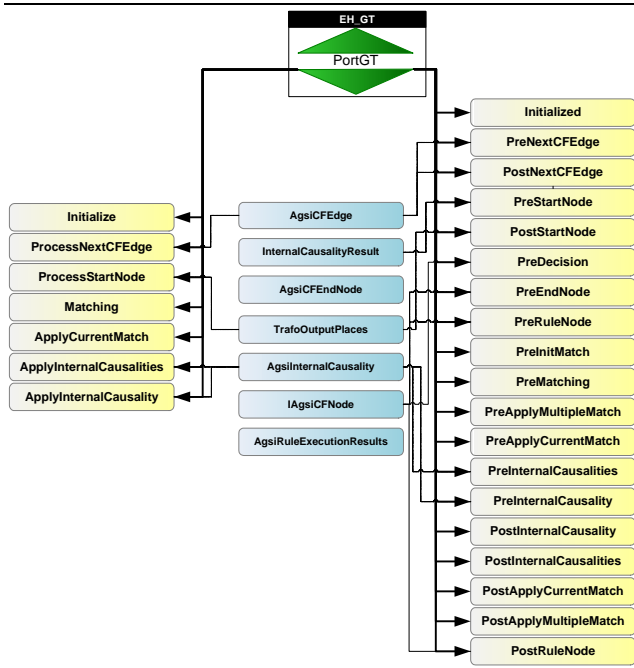 EH_GT
PortGT
Initialize
ProcessNextCFEdge
ProcessStartNode
Matching
ApplyCurrentMatch
ApplyInternalCausalities
ApplyInternalCausality
AgsiCFEdge
InternalCausalityResult
AgsiCFEndNode
TrafoOutputPlaces
AgsiInternalCausality
IAgsiCFNode
AgsiRuleExecutionResults
Initialized
PreNextCFEdge
PostNextCFEdge
PreStartNode
PostStartNode
PreDecision
PreEndNode
PreRuleNode
PreInitMatch
PreMatching
PreApplyMultipleMatch
PreApplyCurrentMatch
PreInternalCausalities
PreInternalCausality
PostInternalCausality
PostInternalCausalities
PostApplyCurrentMatch
PostApplyMultipleMatch
PostRuleNode